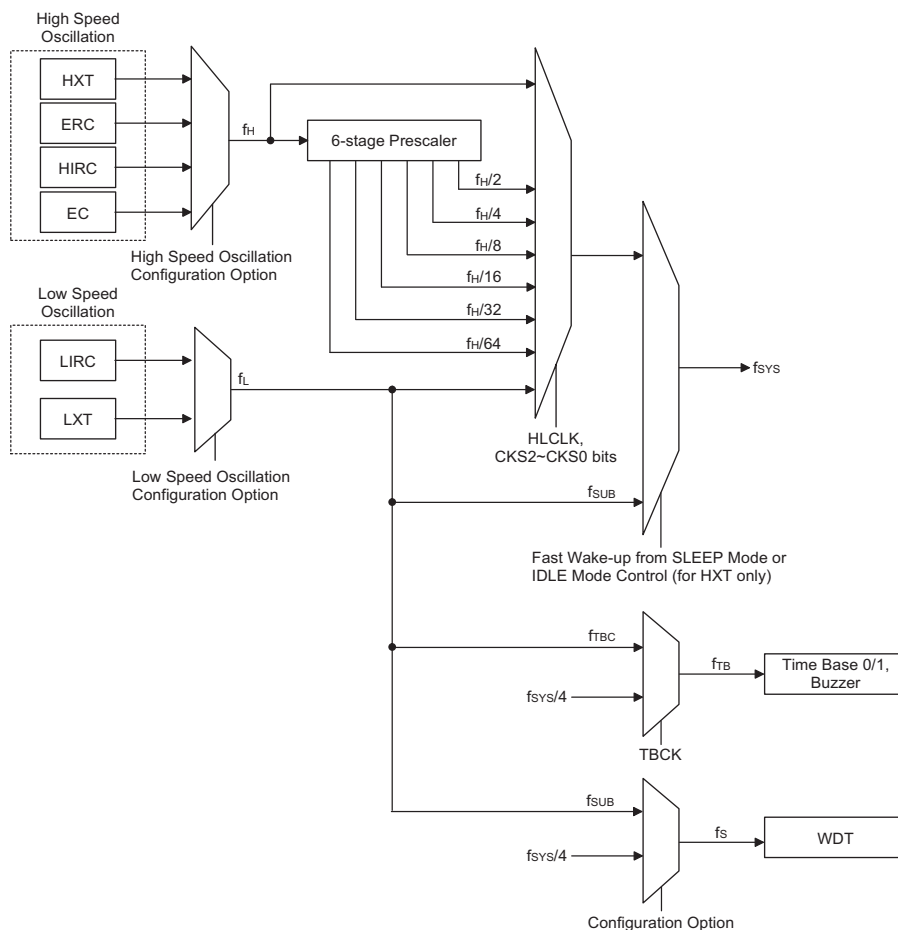 High Speed
Oscillation
HXT
ERC
HIRC
EC
fH
6-stage Prescaler
fH/2
fH/4
fH/8
fH/16
fH/32
fH/64
High Speed Oscillation
Configuration Option
Low Speed
Oscillation
LIRC
LXT
fL
Low Speed Oscillation
Configuration Option
HLCLK,
CKS2~CKS0 bits
fSYS
fSUB
Fast Wake-up from SLEEP Mode or
IDLE Mode Control (for HXT only)
fTBC
fSYS/4
TBCK
fTB
Time Base 0/1,
Buzzer
fSUB
fSYS/4
fS
WDT
Configuration Option